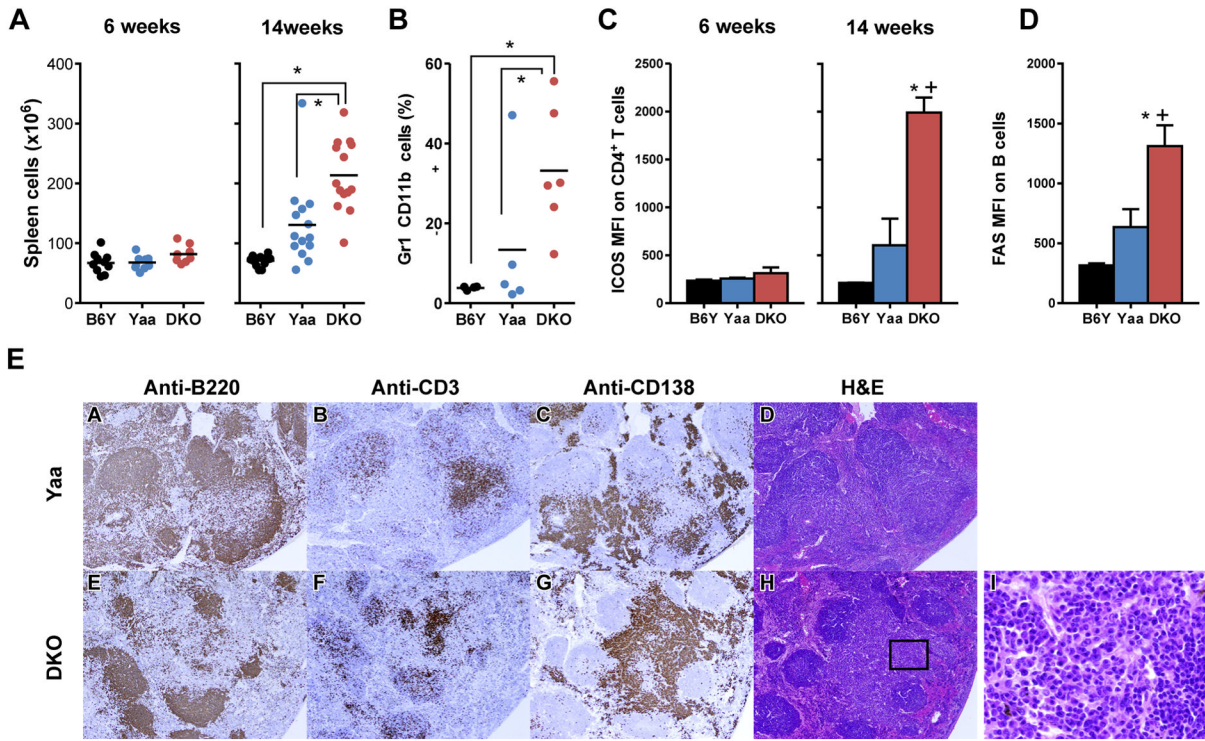 A
6 weeks
14weeks
Spleen cells (x10⁶)
400
300
200
100
0
*
*
B6Y Yaa DKO
B6Y Yaa DKO
B
Gr1 CD11b⁺ cells (%)
60
40
20
0
*
*
B6Y Yaa DKO
C
6 weeks
14 weeks
ICOS MFI on CD4⁺ T cells
2500
2000
1500
1000
500
0
* +
B6Y Yaa DKO
B6Y Yaa DKO
D
FAS MFI on B cells
2000
1500
1000
500
0
* +
B6Y Yaa DKO
E
Anti-B220
Anti-CD3
Anti-CD138
H&E
Yaa
A
B
C
D
DKO
E
F
G
H
I